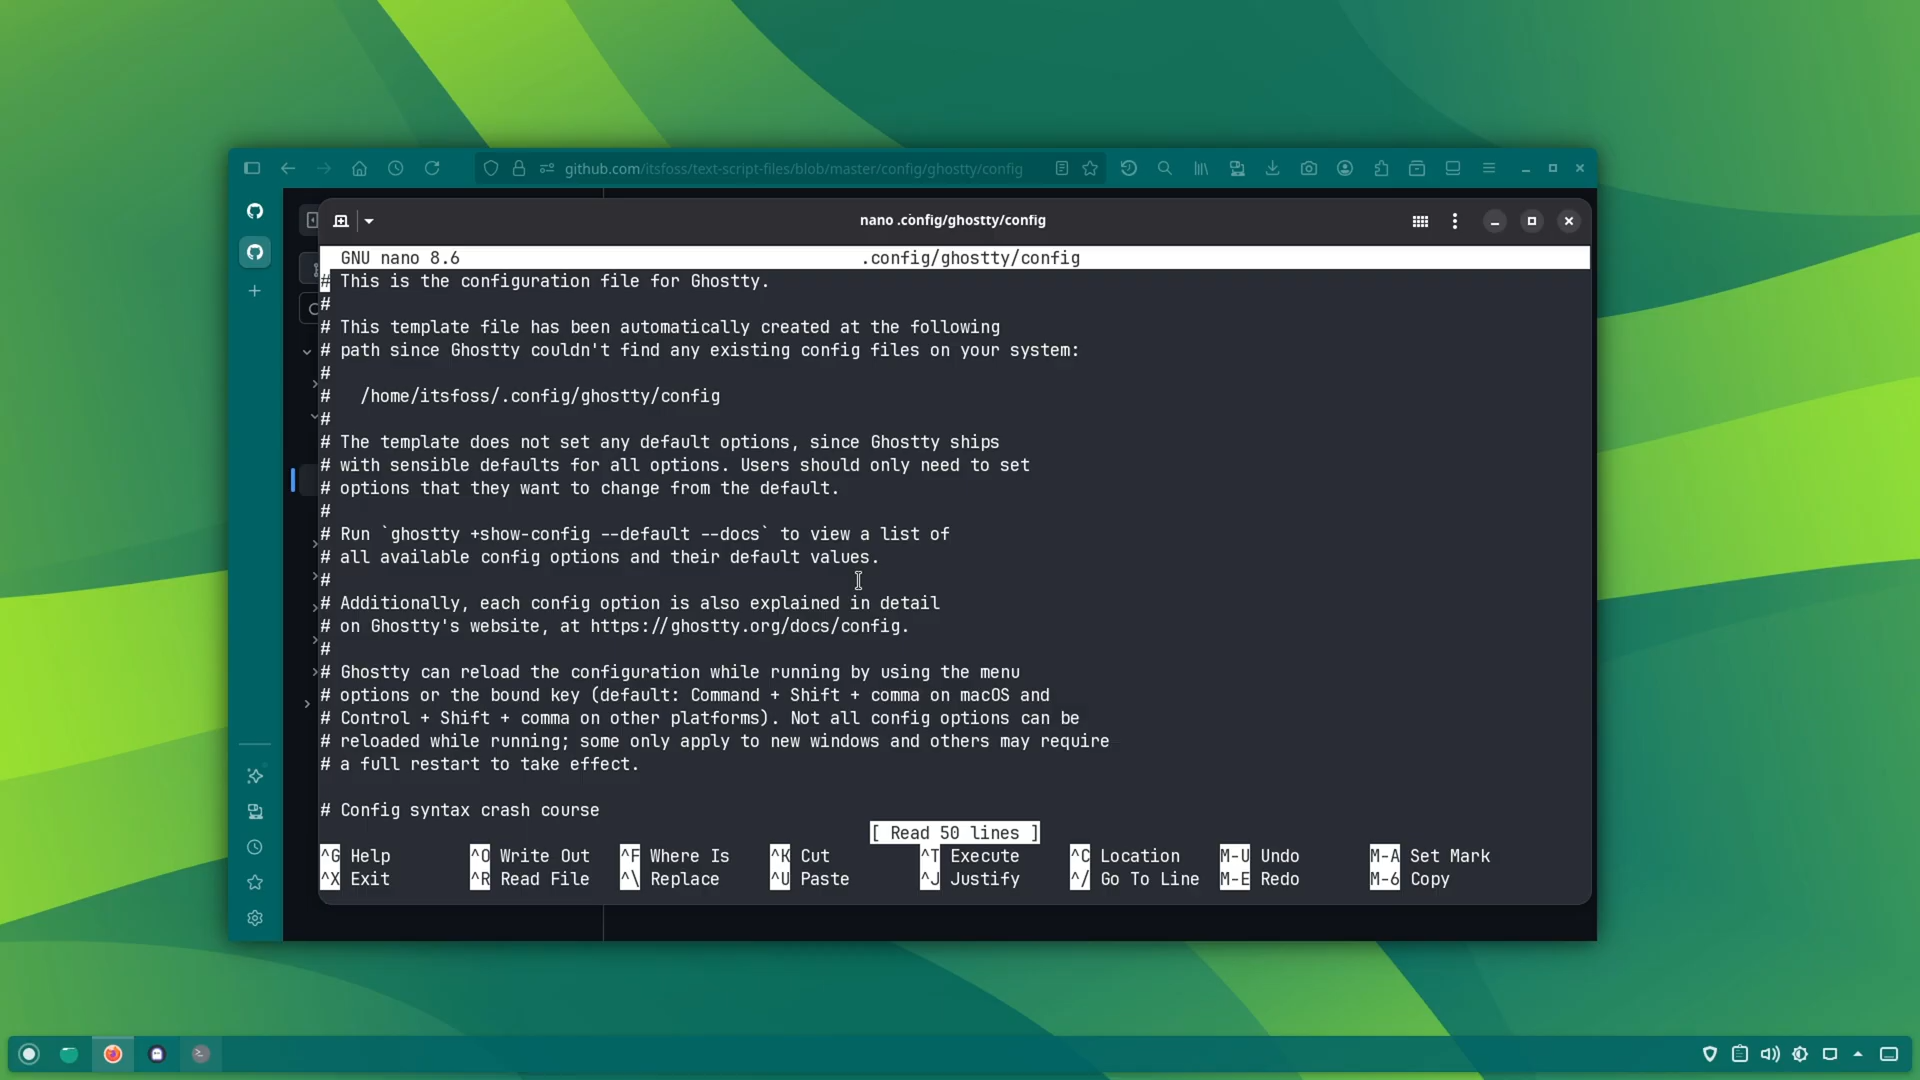 github.com/itsfoss/text-script-files/blob/master/config/ghostty/config
nano .config/ghostty/config
GNU nano 8.6 .config/ghostty/config
# This is the configuration file for Ghostty.
#
# This template file has been automatically created at the following
# path since Ghostty couldn't find any existing config files on your system:
#
#   /home/itsfoss/.config/ghostty/config
#
# The template does not set any default options, since Ghostty ships
# with sensible defaults for all options. Users should only need to set
# options that they want to change from the default.
#
# Run `ghostty +show-config --default --docs` to view a list of
# all available config options and their default values.
#
# Additionally, each config option is also explained in detail
# on Ghostty's website, at https://ghostty.org/docs/config.
#
# Ghostty can reload the configuration while running by using the menu
# options or the bound key (default: Command + Shift + comma on macOS and
# Control + Shift + comma on other platforms). Not all config options can be
# reloaded while running; some only apply to new windows and others may require
# a full restart to take effect.
# Config syntax crash course
[ Read 50 lines ]
^G Help ^O Write Out ^F Where Is ^K Cut ^T Execute ^C Location M-U Undo M-A Set Mark
^X Exit ^R Read File ^\ Replace ^U Paste ^J Justify ^/ Go To Line M-E Redo M-6 Copy